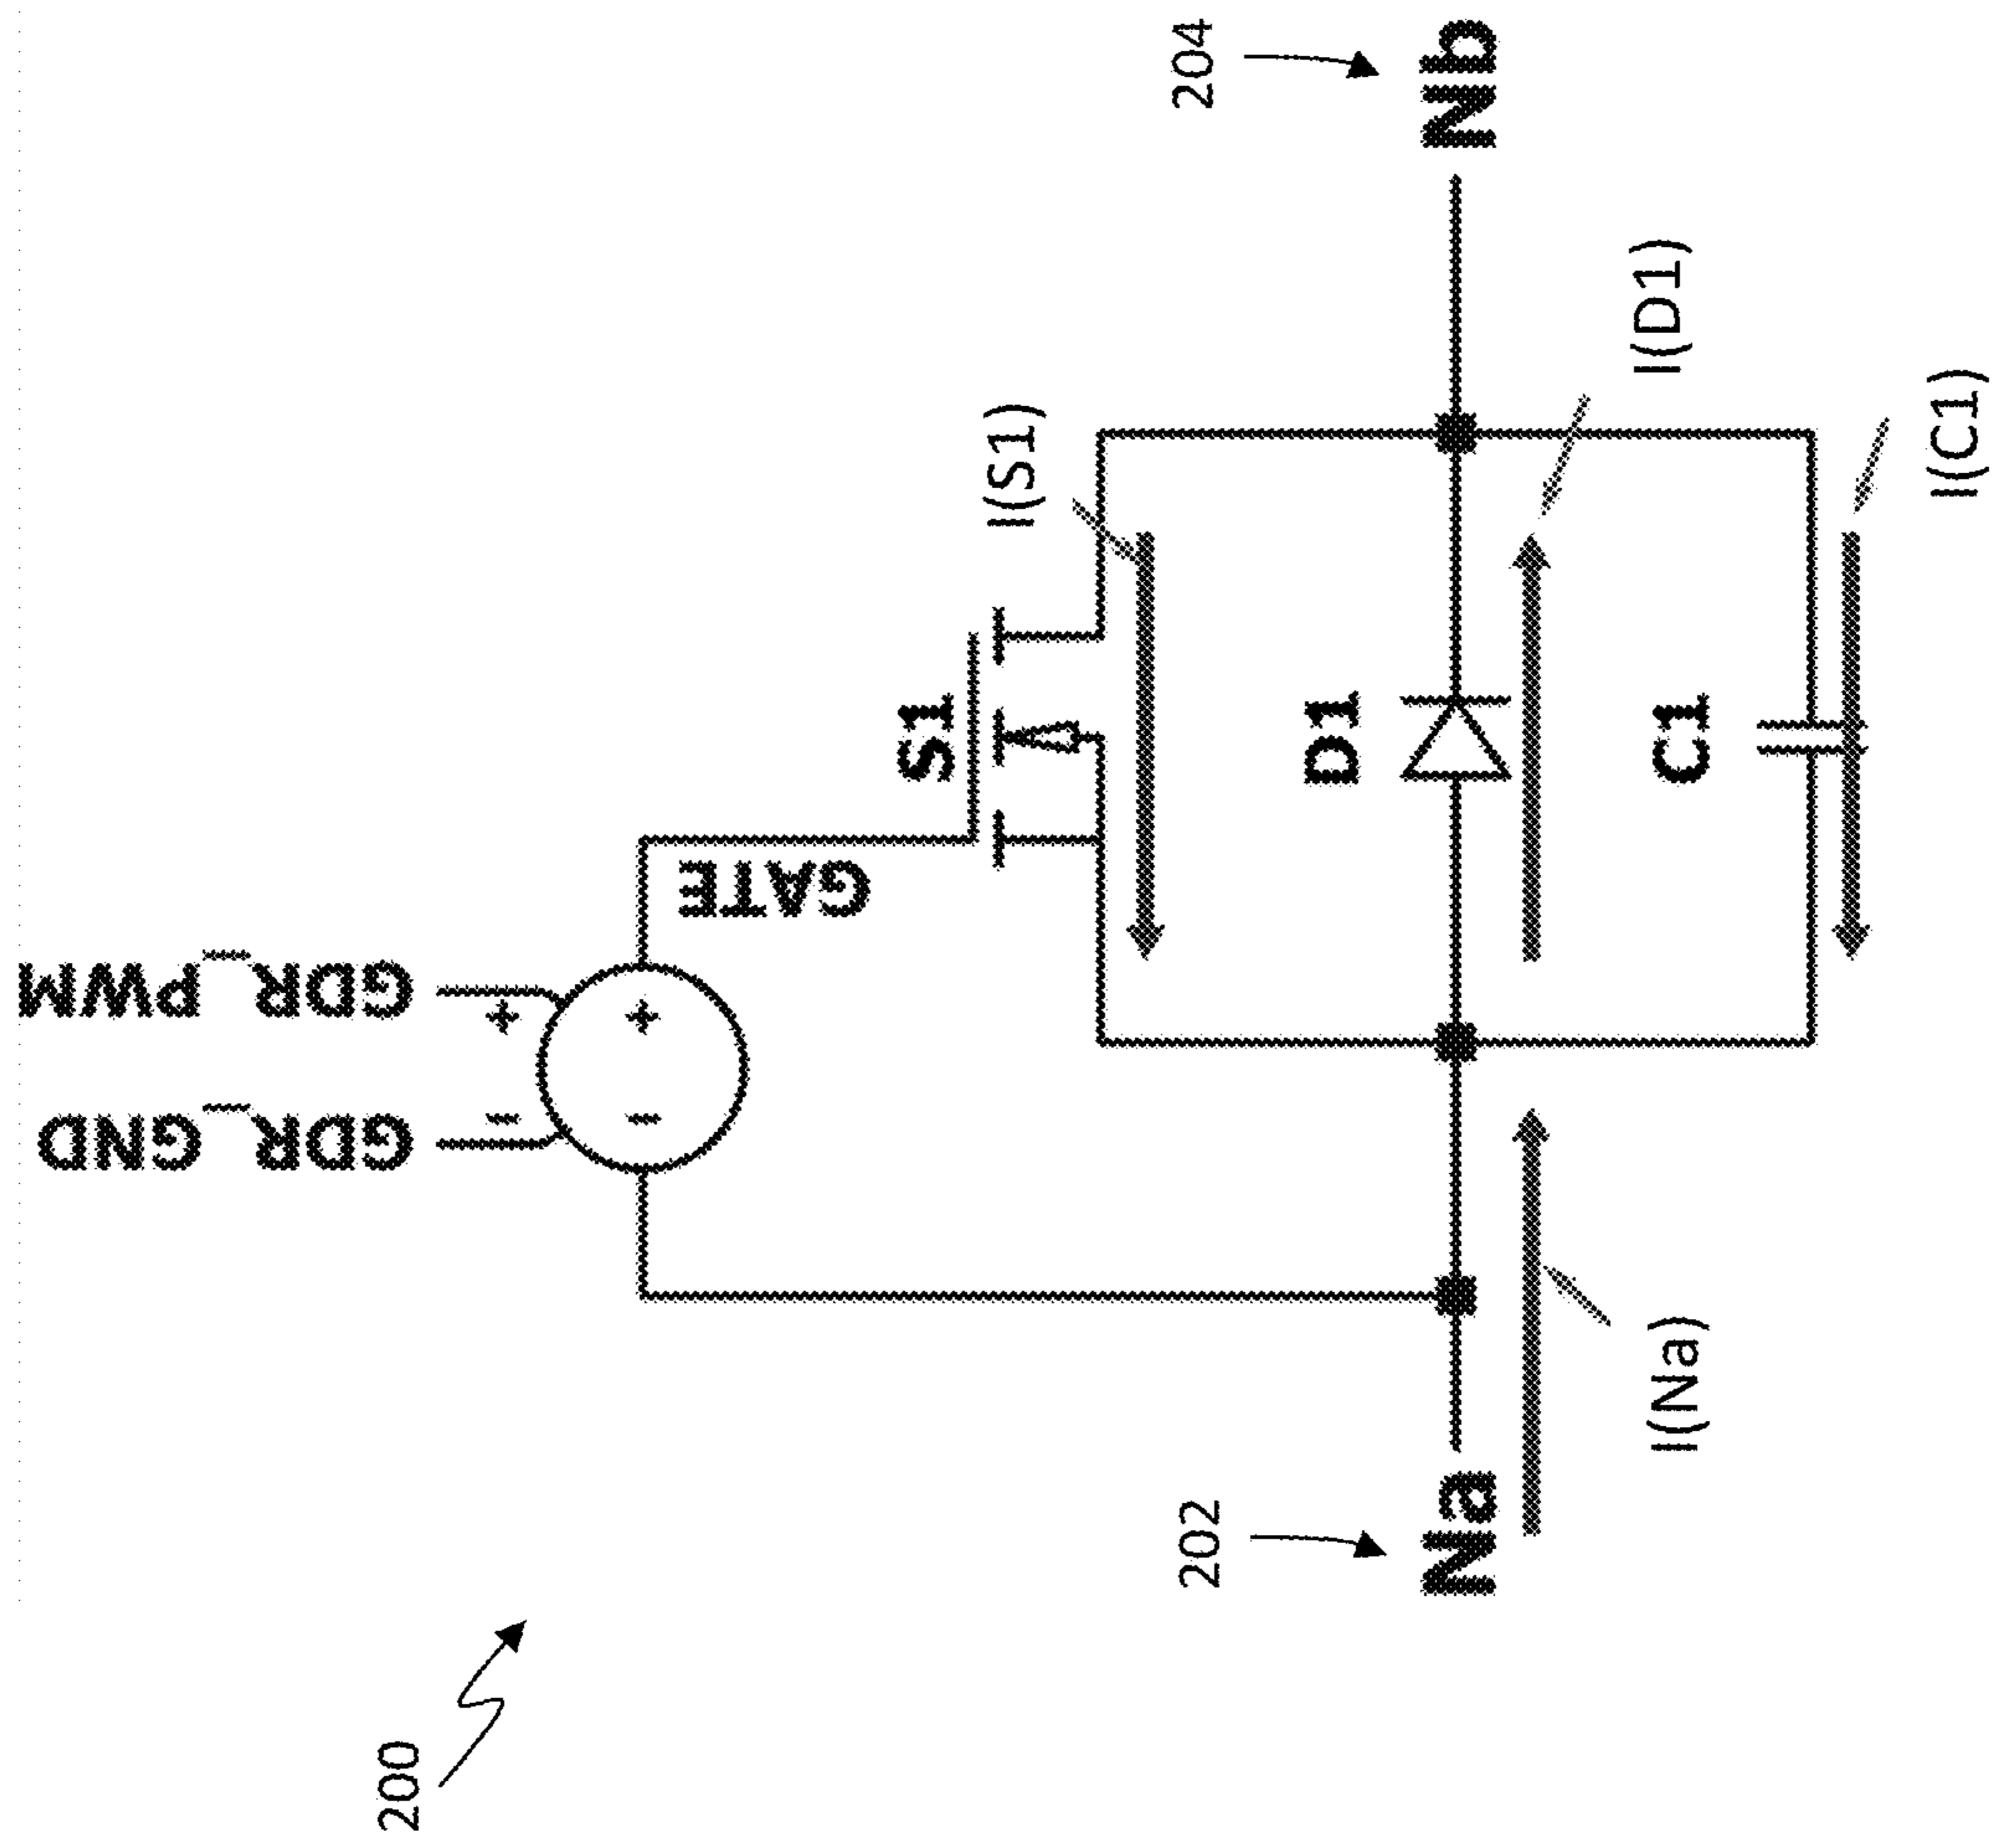 200
GDR_GND
GDR_PWM
-
+
-
+
GATE
S1
I(S1)
D1
I(D1)
C1
I(C1)
202
Na
I(Na)
204
Nb